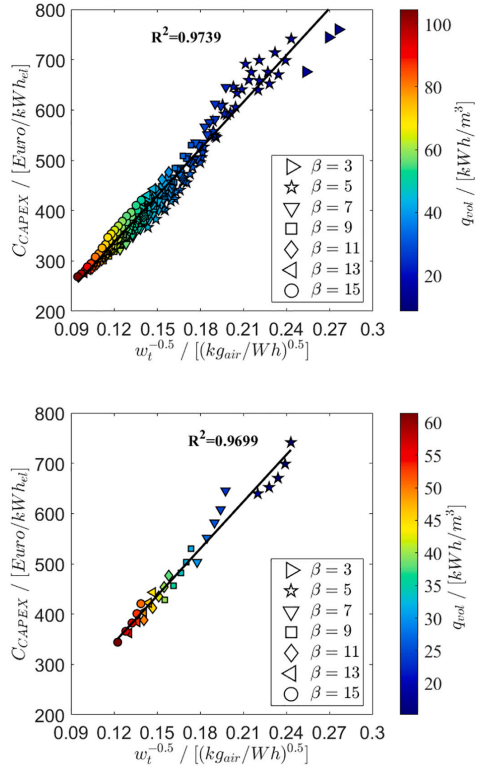 800
700
600
500
400
300
200
C_CAPEX / [Euro/kWh_el]
R²=0.9739
β = 3
β = 5
β = 7
β = 9
β = 11
β = 13
β = 15
0.09 0.12 0.15 0.18 0.21 0.24 0.27 0.3
w_t^-0.5 / [(kg_air/Wh)^0.5]
100
80
60
40
20
q_vol / [kWh/m³]
800
700
600
500
400
300
200
C_CAPEX / [Euro/kWh_el]
R²=0.9699
β = 3
β = 5
β = 7
β = 9
β = 11
β = 13
β = 15
0.09 0.12 0.15 0.18 0.21 0.24 0.27 0.3
w_t^-0.5 / [(kg_air/Wh)^0.5]
60
55
50
45
40
35
30
25
20
q_vol / [kWh/m³]